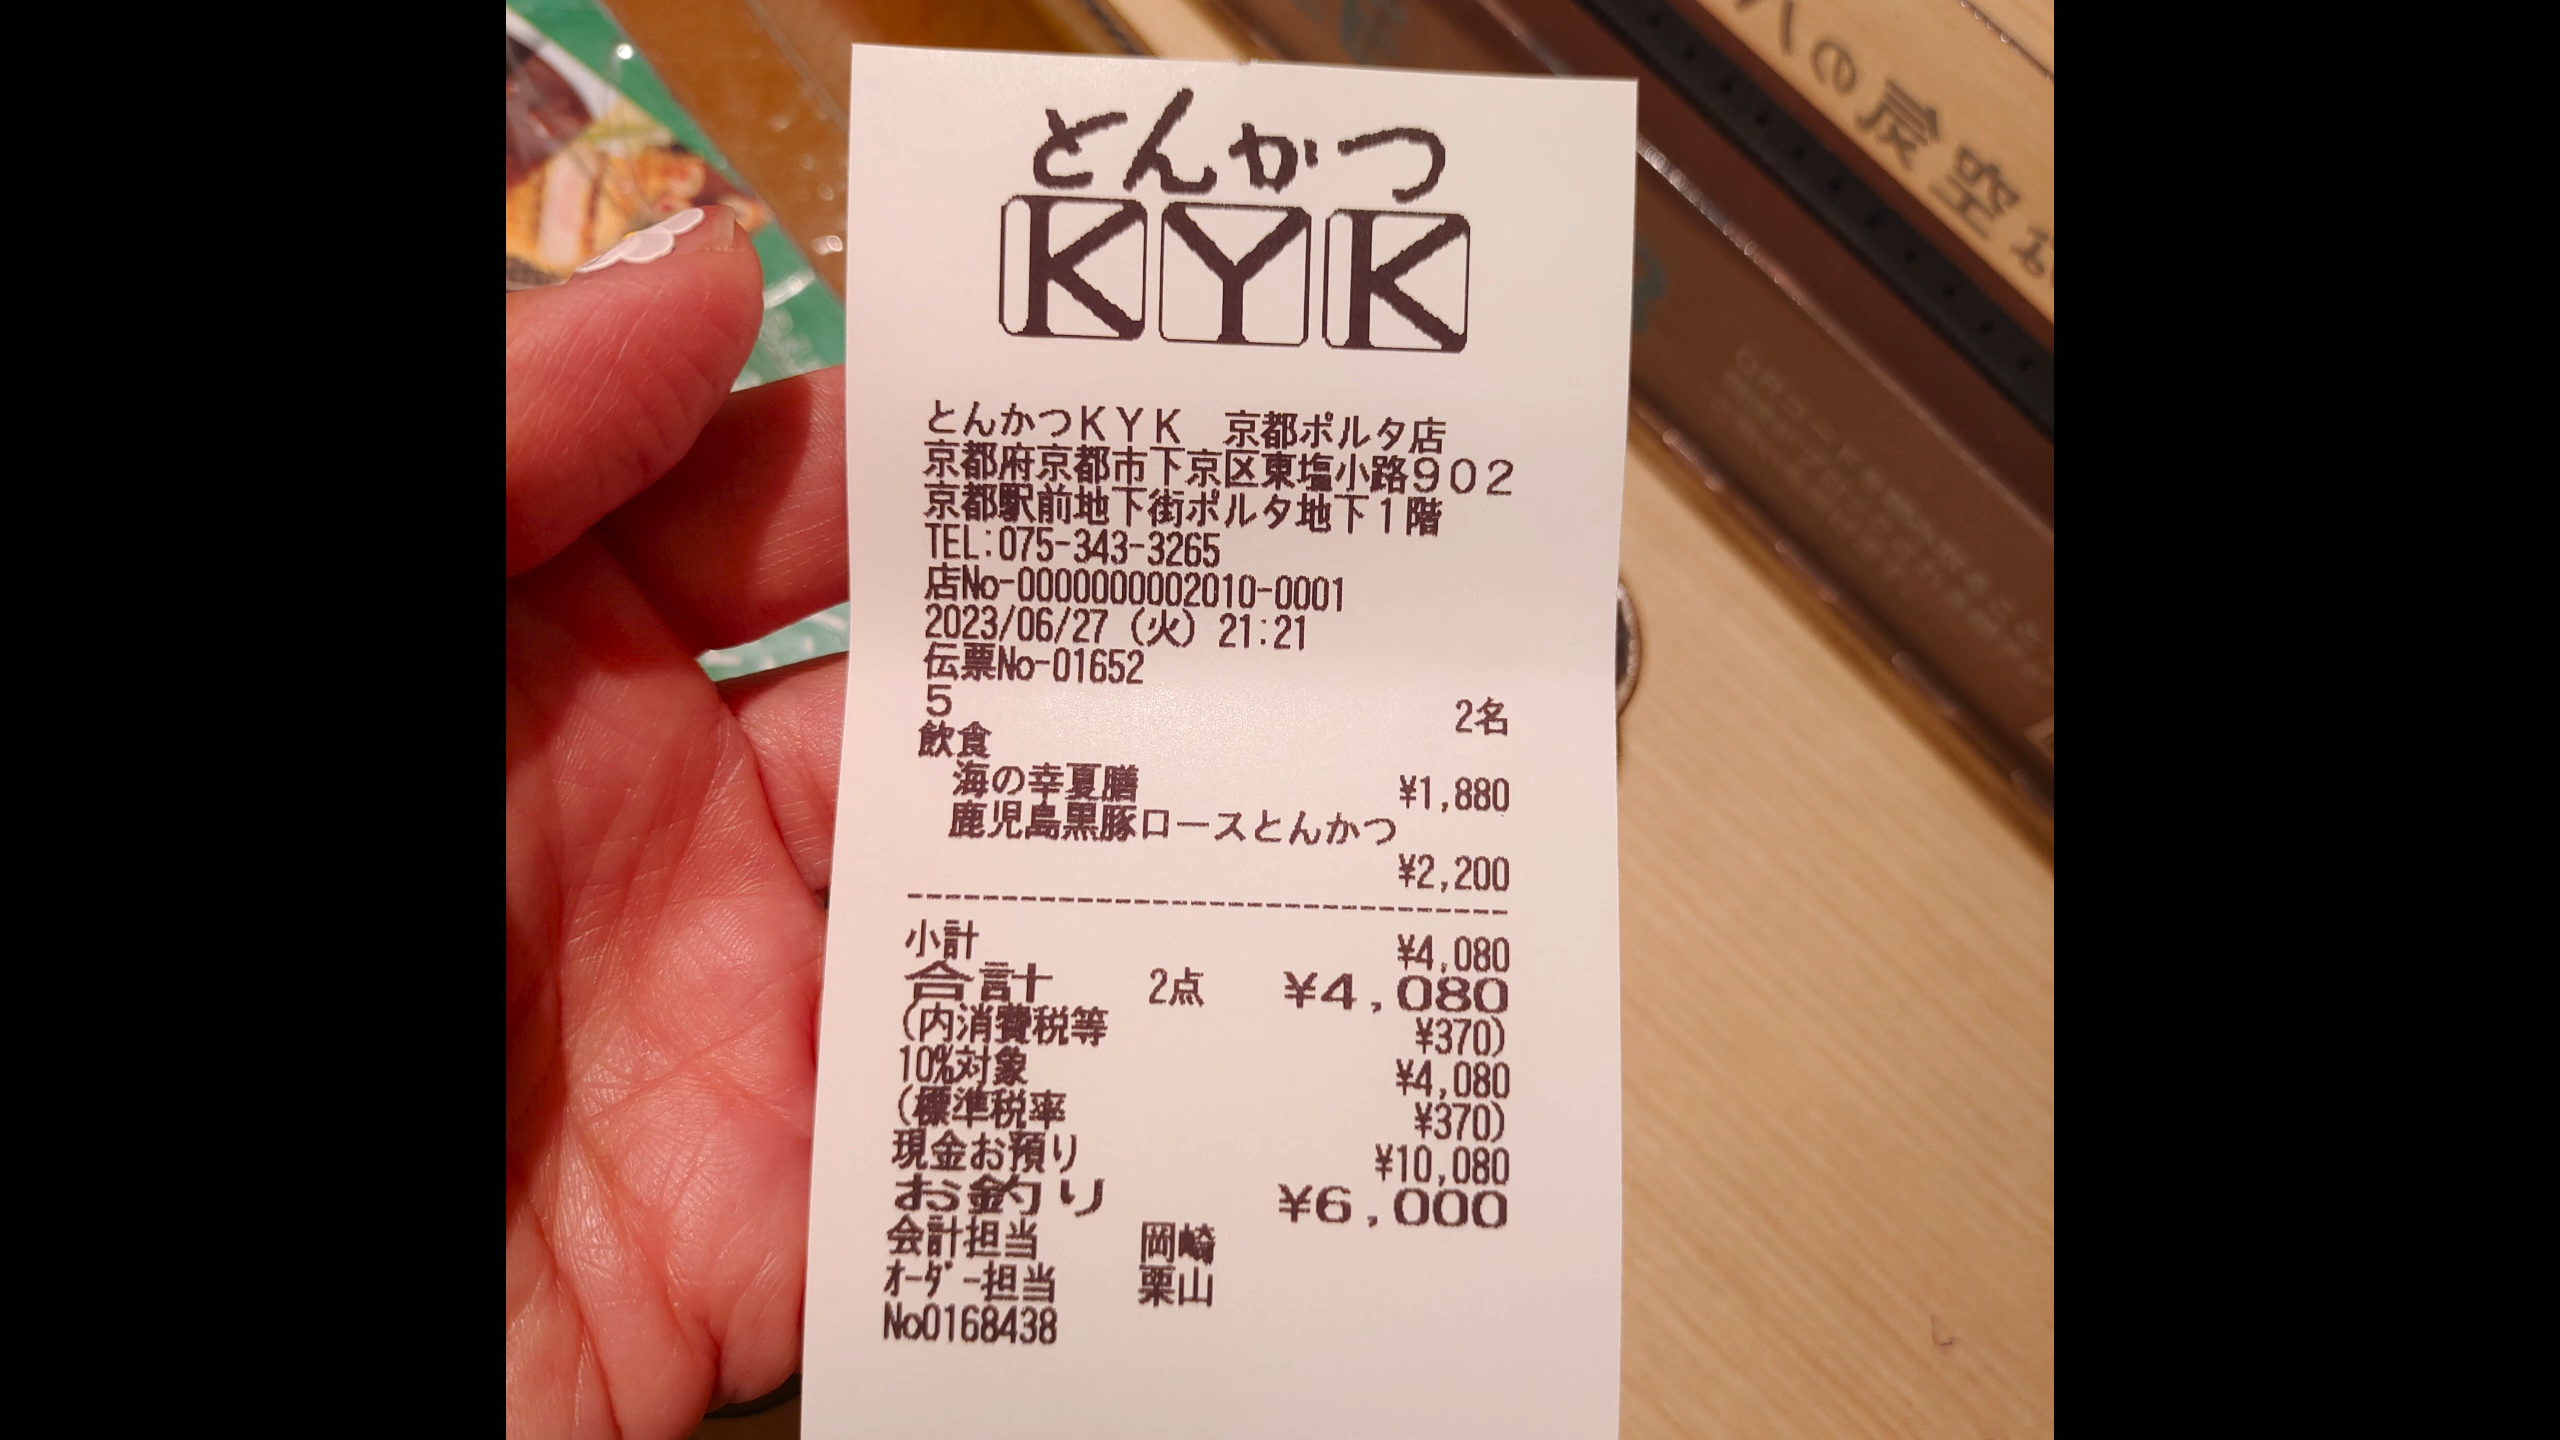 とんかつ
KYK
とんかつKYK 京都ポルタ店
京都府京都市下京区東塩小路902
京都駅前地下街ポルタ地下1階
TEL:075-343-3265
店No-0000000002010-0001
2023/06/27 (火) 21:21
伝票No-01652
5 2名
飲食
海の幸夏膳 ¥1,880
鹿児島黒豚ロースとんかつ
¥2,200
小計 ¥4,080
合計 2点 ¥4,080
(内消費税等 ¥370)
10%対象 ¥4,080
(標準税率 ¥370)
現金お預り ¥10,080
お釣り ¥6,000
会計担当 岡崎
ｵｰﾀﾞｰ担当 栗山
No0168438